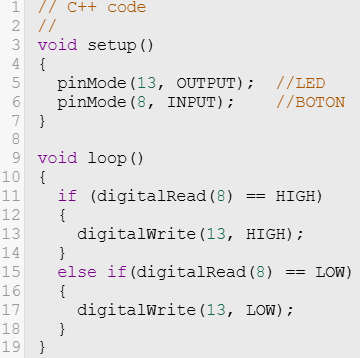 1 // C++ code
2 //
3 void setup()
4 {
5   pinMode(13, OUTPUT);  //LED
6   pinMode(8, INPUT);    //BOTON
7 }
8
9 void loop()
10 {
11   if (digitalRead(8) == HIGH)
12   {
13     digitalWrite(13, HIGH);
14   }
15   else if(digitalRead(8) == LOW)
16   {
17     digitalWrite(13, LOW);
18   }
19 }